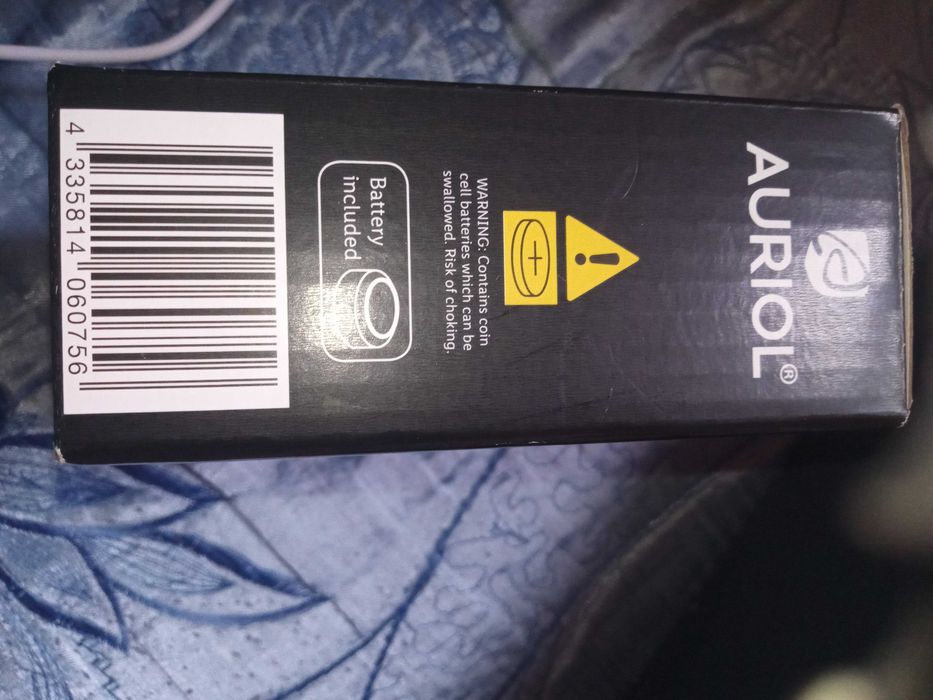 AURIOL®
WARNING: Contains coin
cell batteries which can be
swallowed. Risk of choking.
Battery
included
4 335814 060756